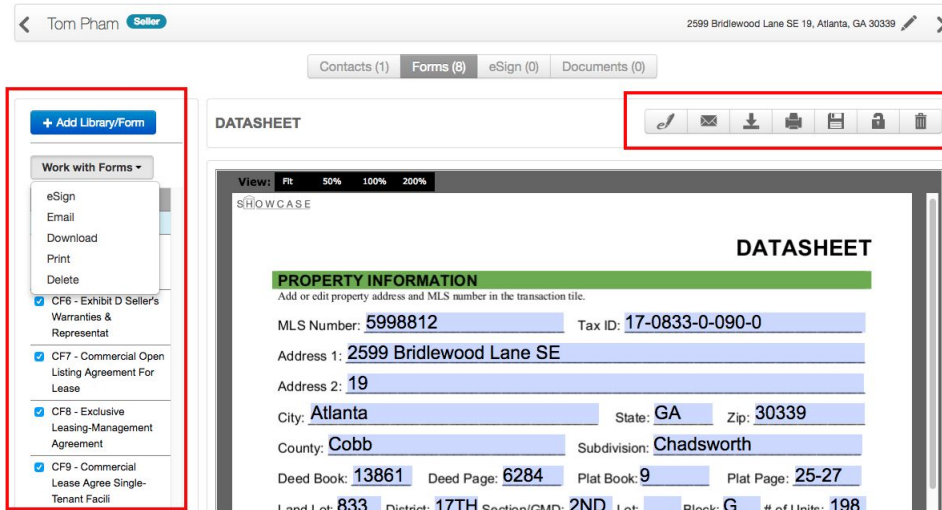 Tom Pham Seller
2599 Bridlewood Lane SE 19, Atlanta, GA 30339
Contacts (1) Forms (8) eSign (0) Documents (0)
+ Add Library/Form
Work with Forms
eSign
Email
Download
Print
Delete
CF6 - Exhibit D Seller's
Warranties &
Representat
CF7 - Commercial Open
Listing Agreement For
Lease
CF8 - Exclusive
Leasing-Management
Agreement
CF9 - Commercial
Lease Agree Single-
Tenant Facili
DATASHEET
View: Fit 50% 100% 200%
SHOWCASE
DATASHEET
PROPERTY INFORMATION
Add or edit property address and MLS number in the transaction tile.
MLS Number: 5998812 Tax ID: 17-0833-0-090-0
Address 1: 2599 Bridlewood Lane SE
Address 2: 19
City: Atlanta State: GA Zip: 30339
County: Cobb Subdivision: Chadsworth
Deed Book: 13861 Deed Page: 6284 Plat Book: 9 Plat Page: 25-27
Land Lot: 833 District: 17TH Section/GMD: 2ND Lot: Block: G # of Units: 198